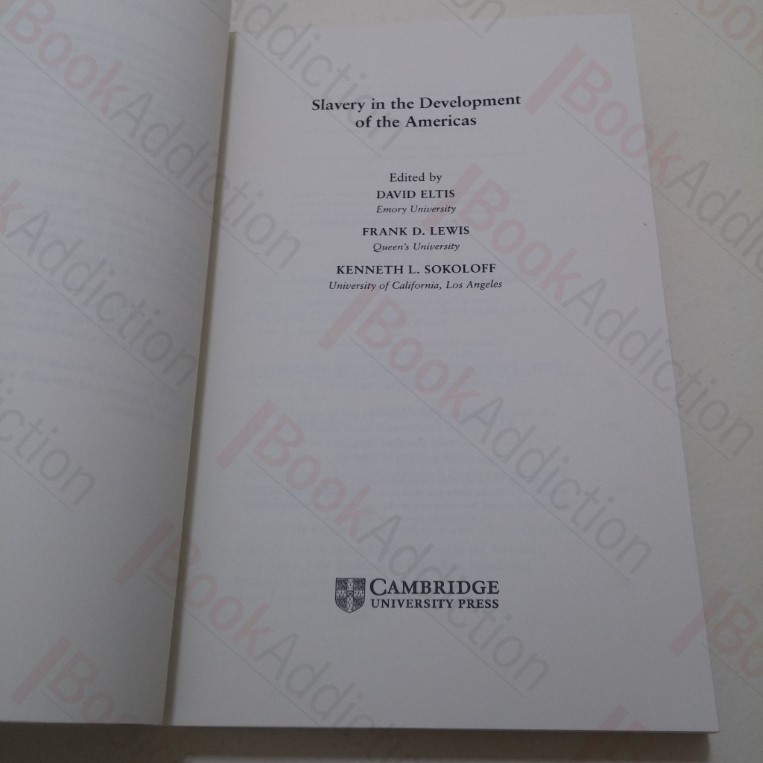 Slavery in the Development
of the Americas
Edited by
DAVID ELTIS
Emory University
FRANK D. LEWIS
Queen's University
KENNETH L. SOKOLOFF
University of California, Los Angeles
CAMBRIDGE
UNIVERSITY PRESS
BookAddiction